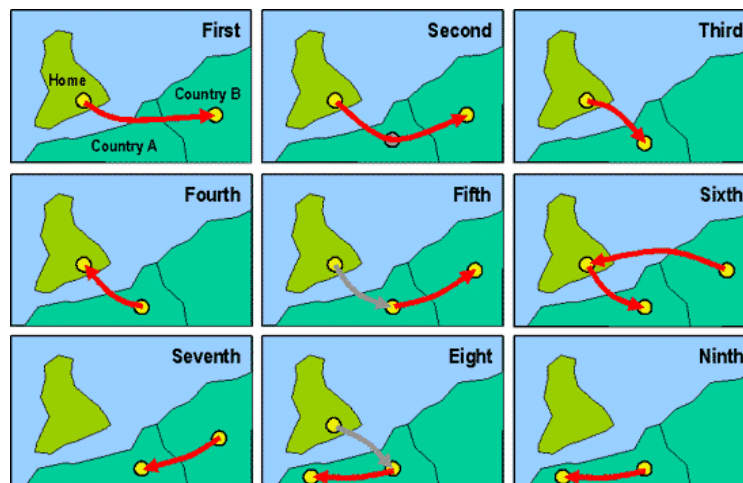 First
Home
Country B
Country A
Second
Third
Fourth
Fifth
Sixth
Seventh
Eight
Ninth